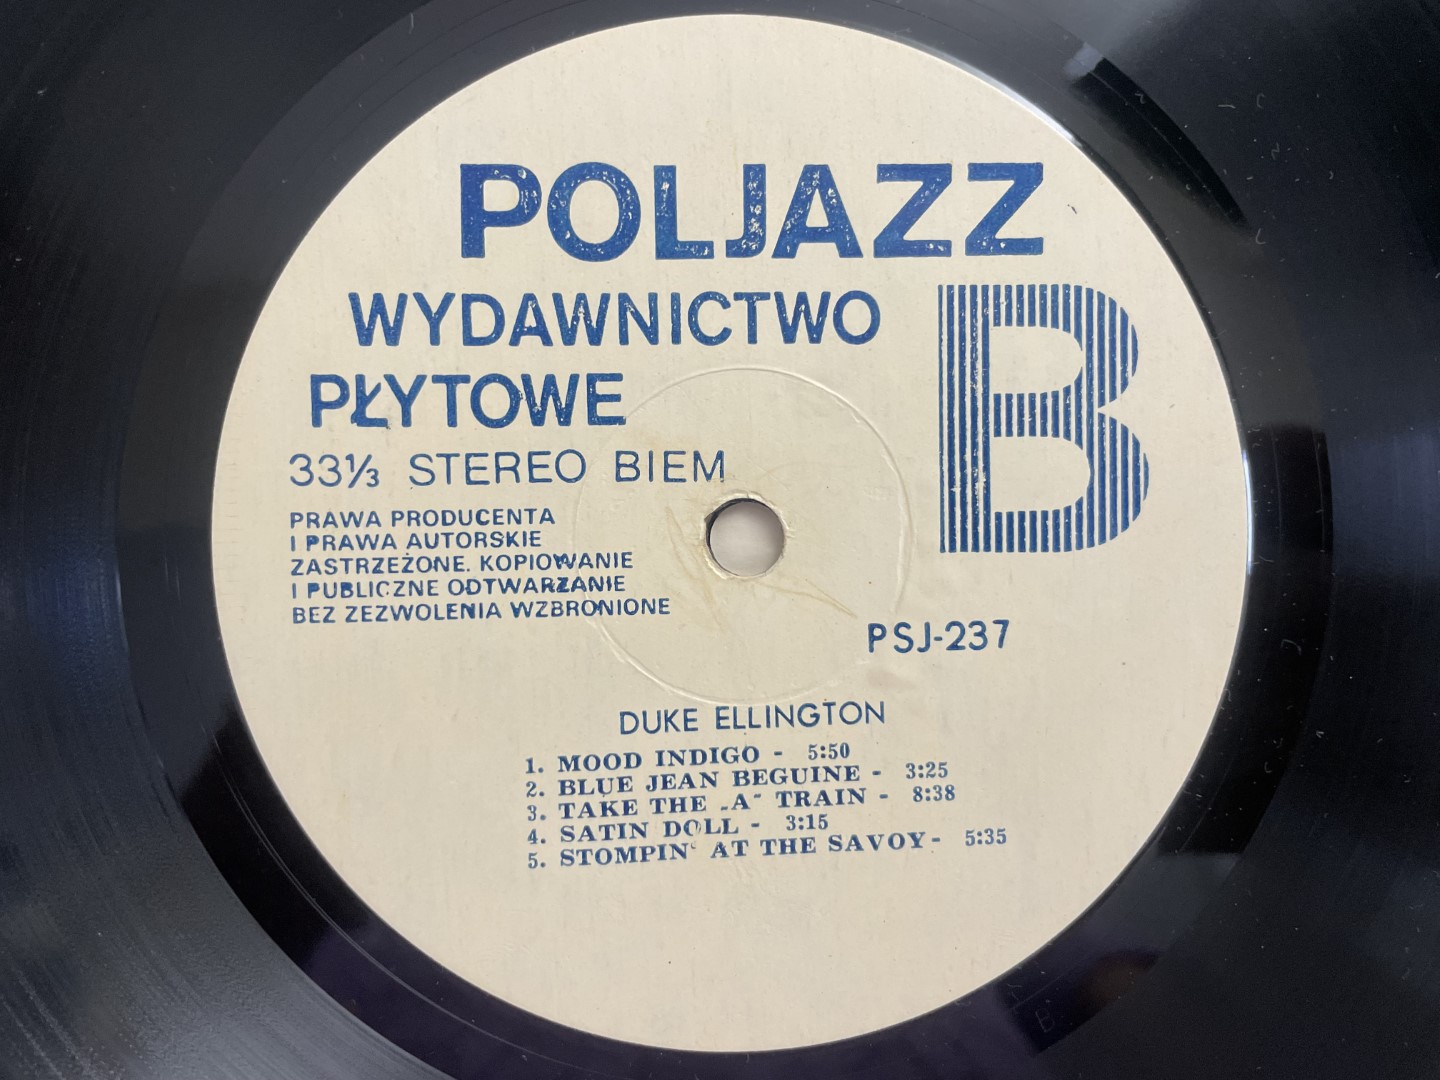 POLJAZZ
WYDAWNICTWO
PŁYTOWE
B
33⅓ STEREO BIEM
PRAWA PRODUCENTA
I PRAWA AUTORSKIE
ZASTRZEŻONE. KOPIOWANIE
I PUBLICZNE ODTWARZANIE
BEZ ZEZWOLENIA WZBRONIONE
PSJ-237
DUKE ELLINGTON
1. MOOD INDIGO - 5:50
2. BLUE JEAN BEGUINE - 3:25
3. TAKE THE „A" TRAIN - 8:38
4. SATIN DOLL - 3:15
5. STOMPIN‘ AT THE SAVOY - 5:35